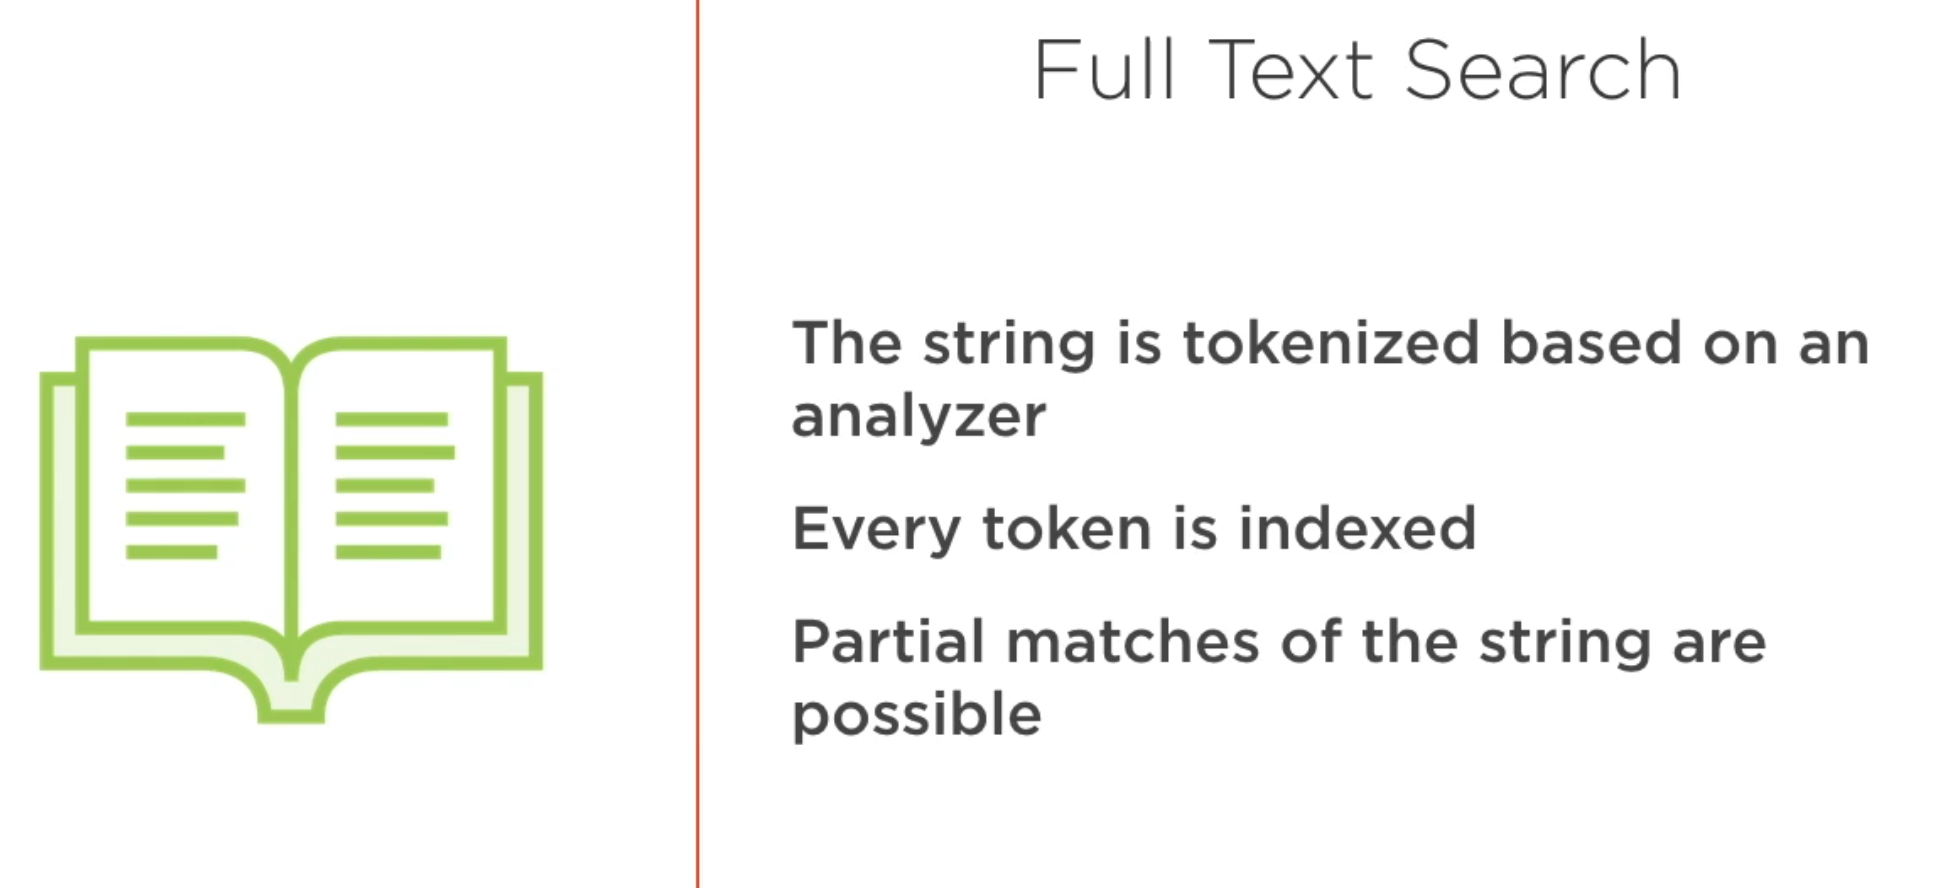 Full Text Search
The string is tokenized based on an
analyzer
Every token is indexed
Partial matches of the string are
possible